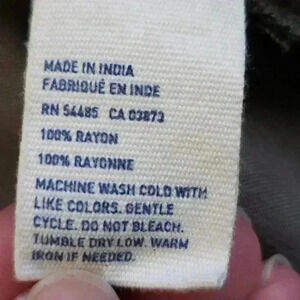 MADE IN INDIA
FABRIQUÉ EN INDE
RN 54485 CA 03873
100% RAYON
100% RAYONNE
MACHINE WASH COLD WITH
LIKE COLORS. GENTLE
CYCLE. DO NOT BLEACH.
TUMBLE DRY LOW. WARM
IRON IF NEEDED.